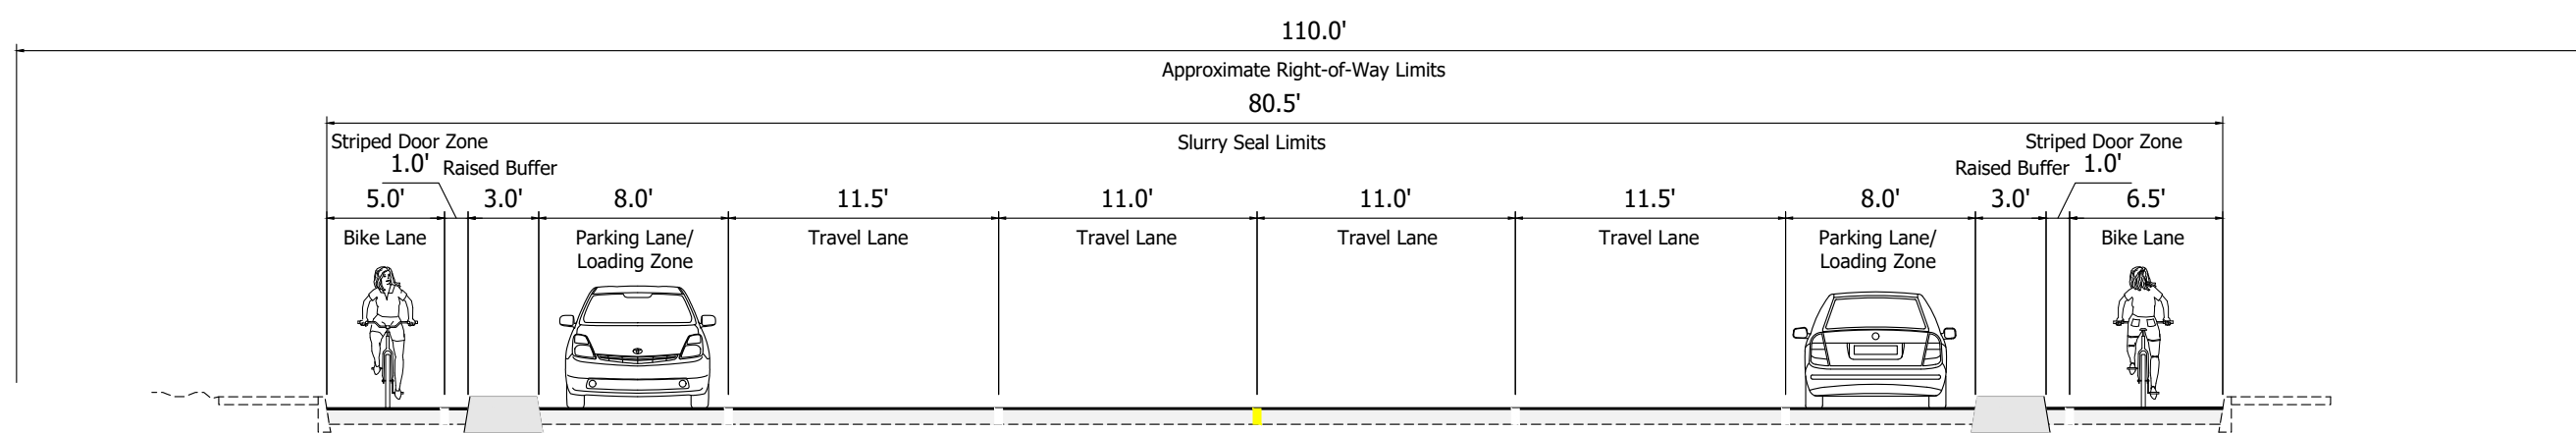 110.0'
Approximate Right-of-Way Limits
80.5'
Slurry Seal Limits
Striped Door Zone
1.0'
Raised Buffer
Striped Door Zone
Raised Buffer
1.0'
5.0' 3.0' 8.0' 11.5' 11.0' 11.0' 11.5' 8.0' 3.0' 6.5'
Bike Lane
Parking Lane/
Loading Zone
Travel Lane
Travel Lane
Travel Lane
Travel Lane
Parking Lane/
Loading Zone
Bike Lane